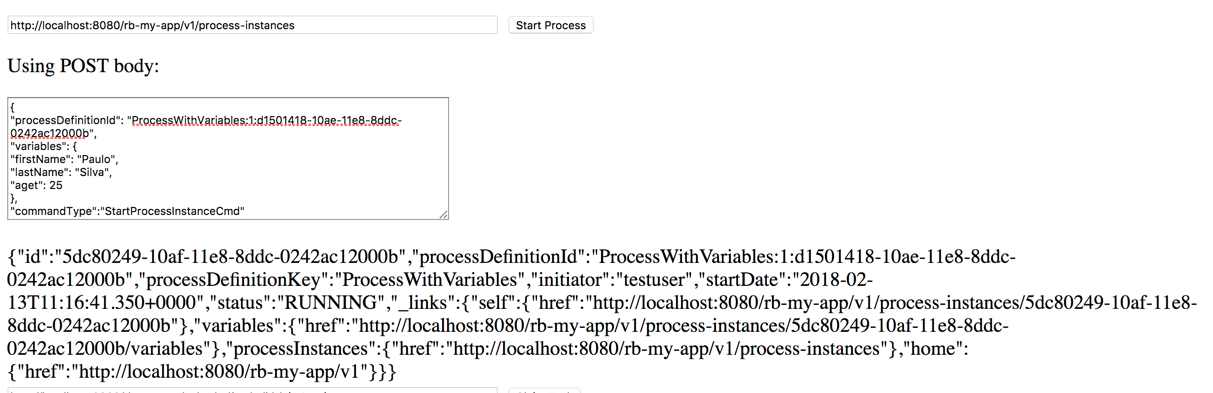 http://localhost:8080/rb-my-app/v1/process-instances Start Process
Using POST body:
{
"processDefinitionId": "ProcessWithVariables:1:d1501418-10ae-11e8-8ddc-
0242ac12000b",
"variables": {
"firstName": "Paulo",
"lastName": "Silva",
"aget": 25
},
"commandType":"StartProcessInstanceCmd"
{"id":"5dc80249-10af-11e8-8ddc-0242ac12000b","processDefinitionId":"ProcessWithVariables:1:d1501418-10ae-11e8-8ddc-
0242ac12000b","processDefinitionKey":"ProcessWithVariables","initiator":"testuser","startDate":"2018-02-
13T11:16:41.350+0000","status":"RUNNING","_links":{"self":{"href":"http://localhost:8080/rb-my-app/v1/process-instances/5dc80249-10af-11e8-
8ddc-0242ac12000b"},"variables":{"href":"http://localhost:8080/rb-my-app/v1/process-instances/5dc80249-10af-11e8-8ddc-
0242ac12000b/variables"},"processInstances":{"href":"http://localhost:8080/rb-my-app/v1/process-instances"},"home":
{"href":"http://localhost:8080/rb-my-app/v1"}}}